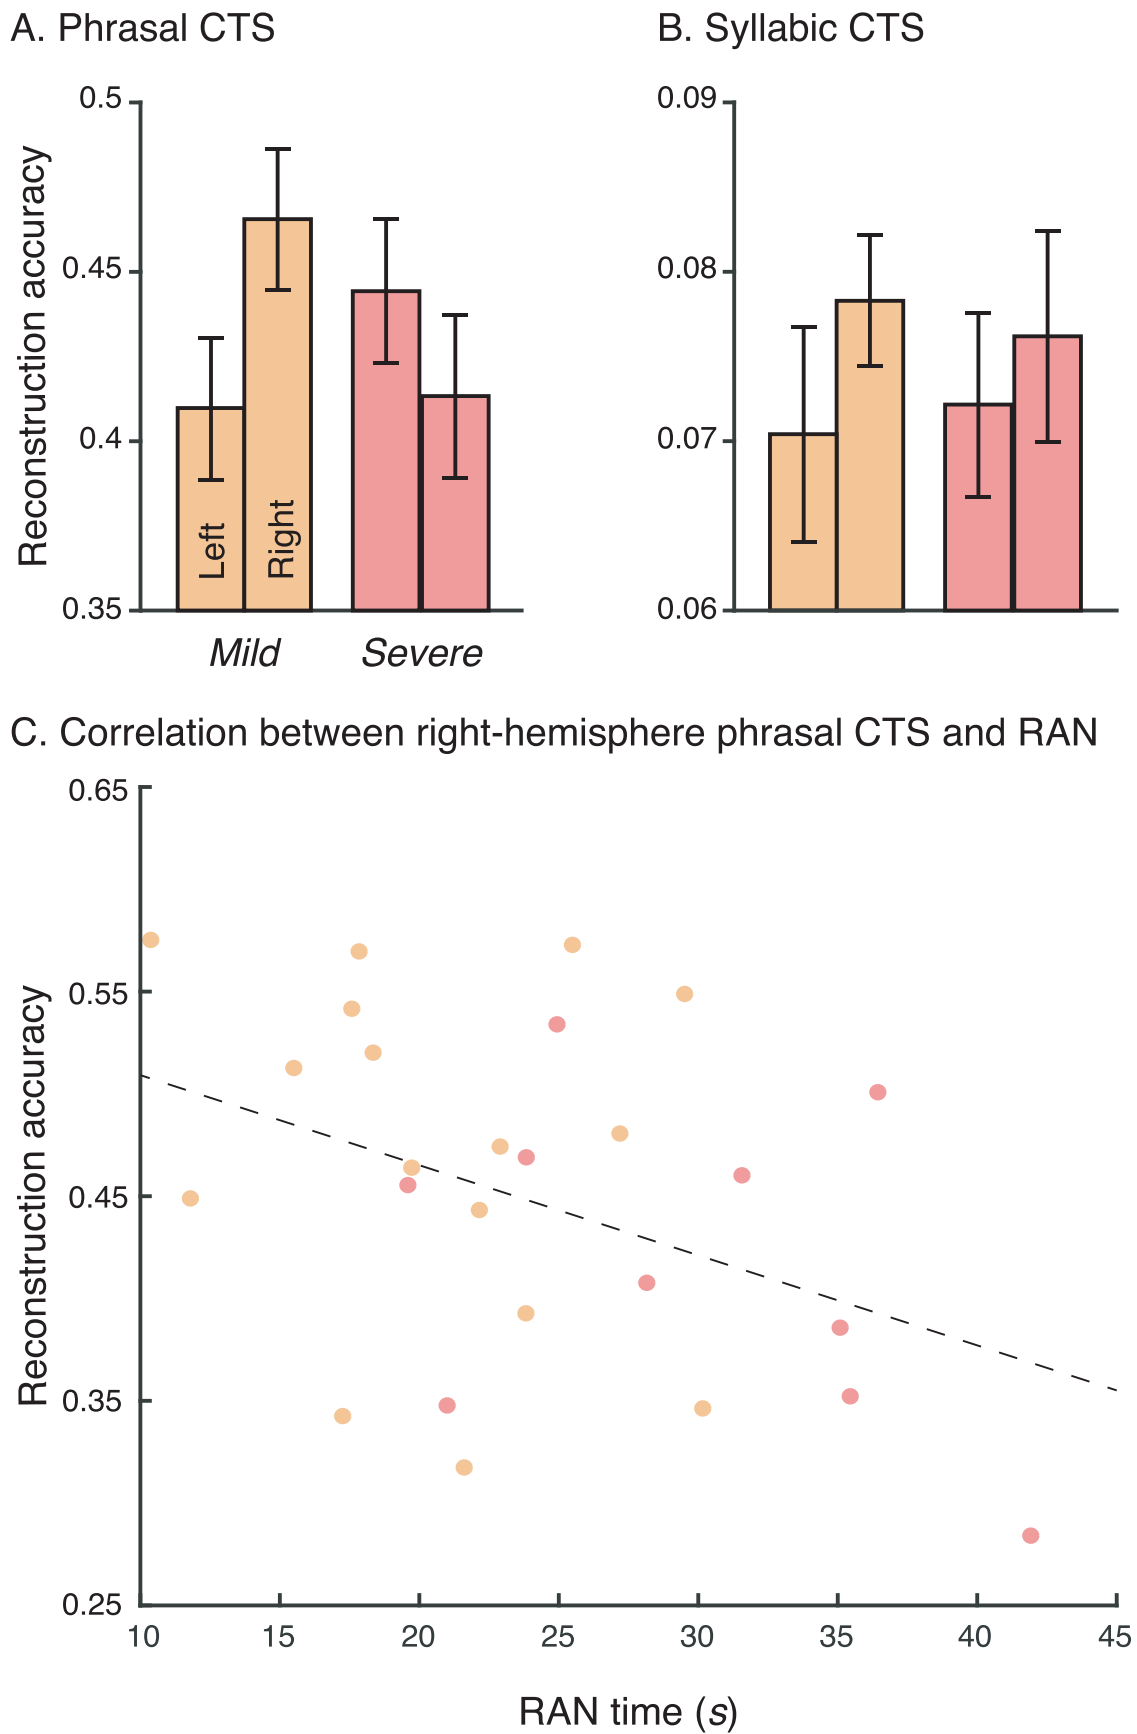 A. Phrasal CTS
B. Syllabic CTS
Reconstruction accuracy
0.5
0.45
0.4
0.35
Left
Right
Mild
Severe
0.09
0.08
0.07
0.06
C. Correlation between right-hemisphere phrasal CTS and RAN
Reconstruction accuracy
0.65
0.55
0.45
0.35
0.25
10 15 20 25 30 35 40 45
RAN time (s)